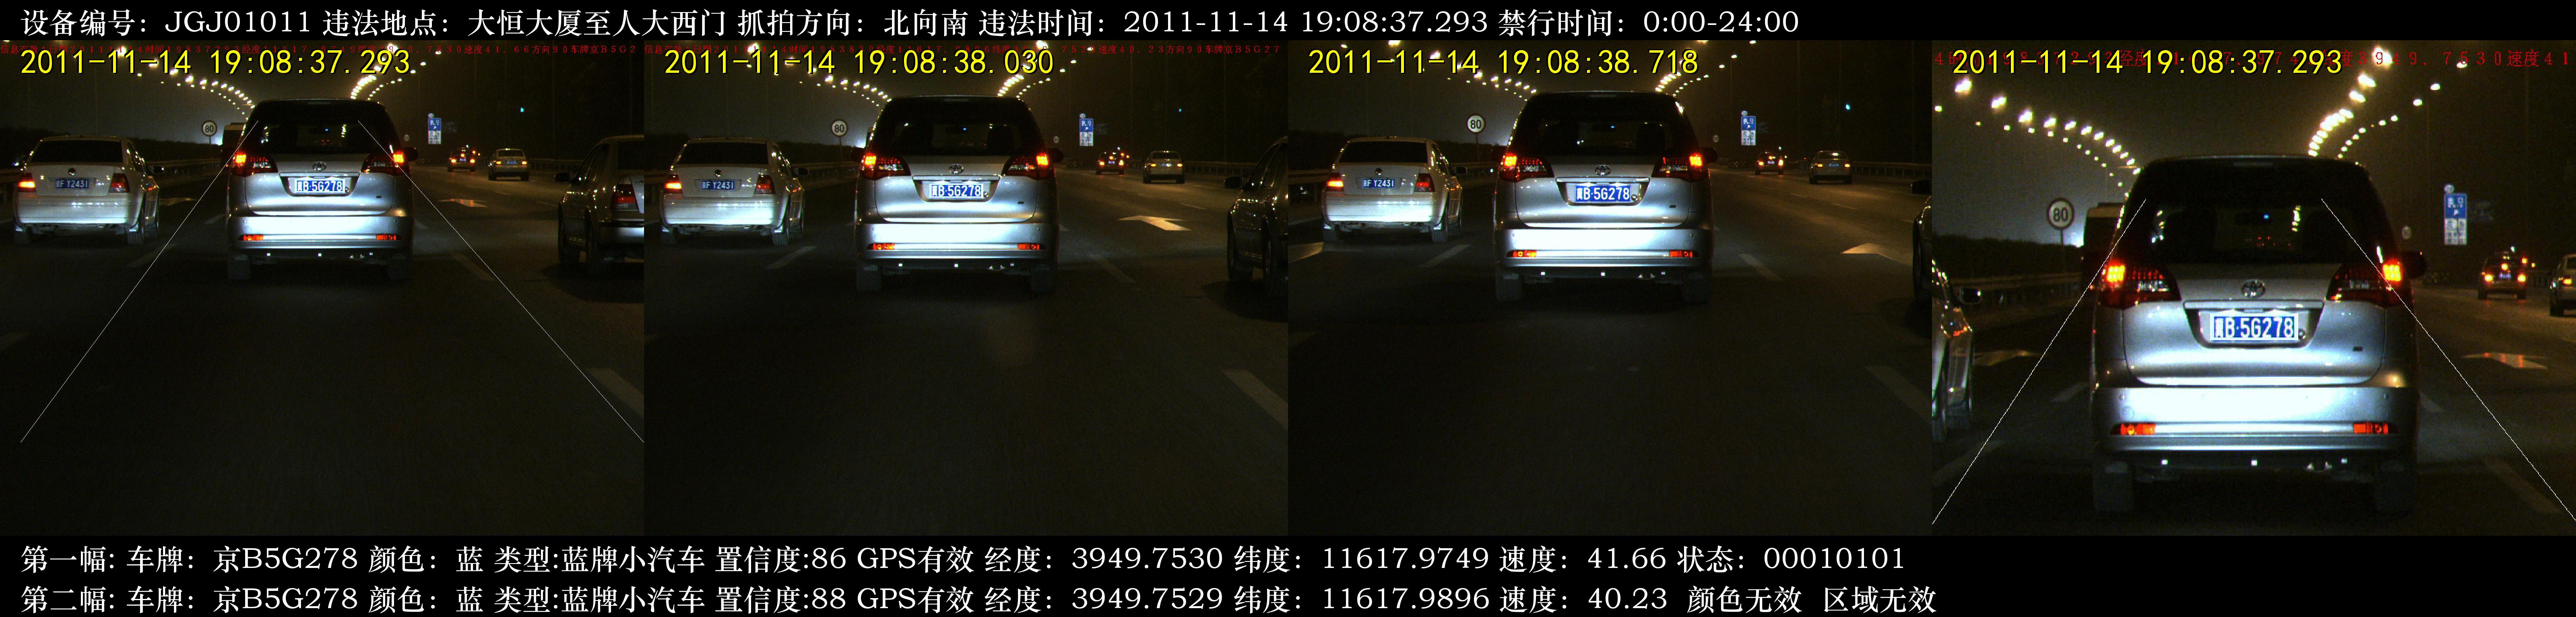 设备编号：JGJ01011 违法地点：大恒大厦至人大西门 抓拍方向：北向南 违法时间：2011-11-14 19:08:37.293 禁行时间：0:00-24:00
2011-11-14 19:08:37.293
2011-11-14 19:08:38.030
2011-11-14 19:08:38.718
2011-11-14 19:08:37.293
80
80
80
80
Y2431
B·5G278
Y2431
B·5G278
Y2431
B·5G278
B·5G278
第一幅: 车牌：京B5G278 颜色：蓝 类型:蓝牌小汽车 置信度:86 GPS有效 经度：3949.7530 纬度：11617.9749 速度：41.66 状态：00010101
第二幅: 车牌：京B5G278 颜色：蓝 类型:蓝牌小汽车 置信度:88 GPS有效 经度：3949.7529 纬度：11617.9896 速度：40.23 颜色无效 区域无效